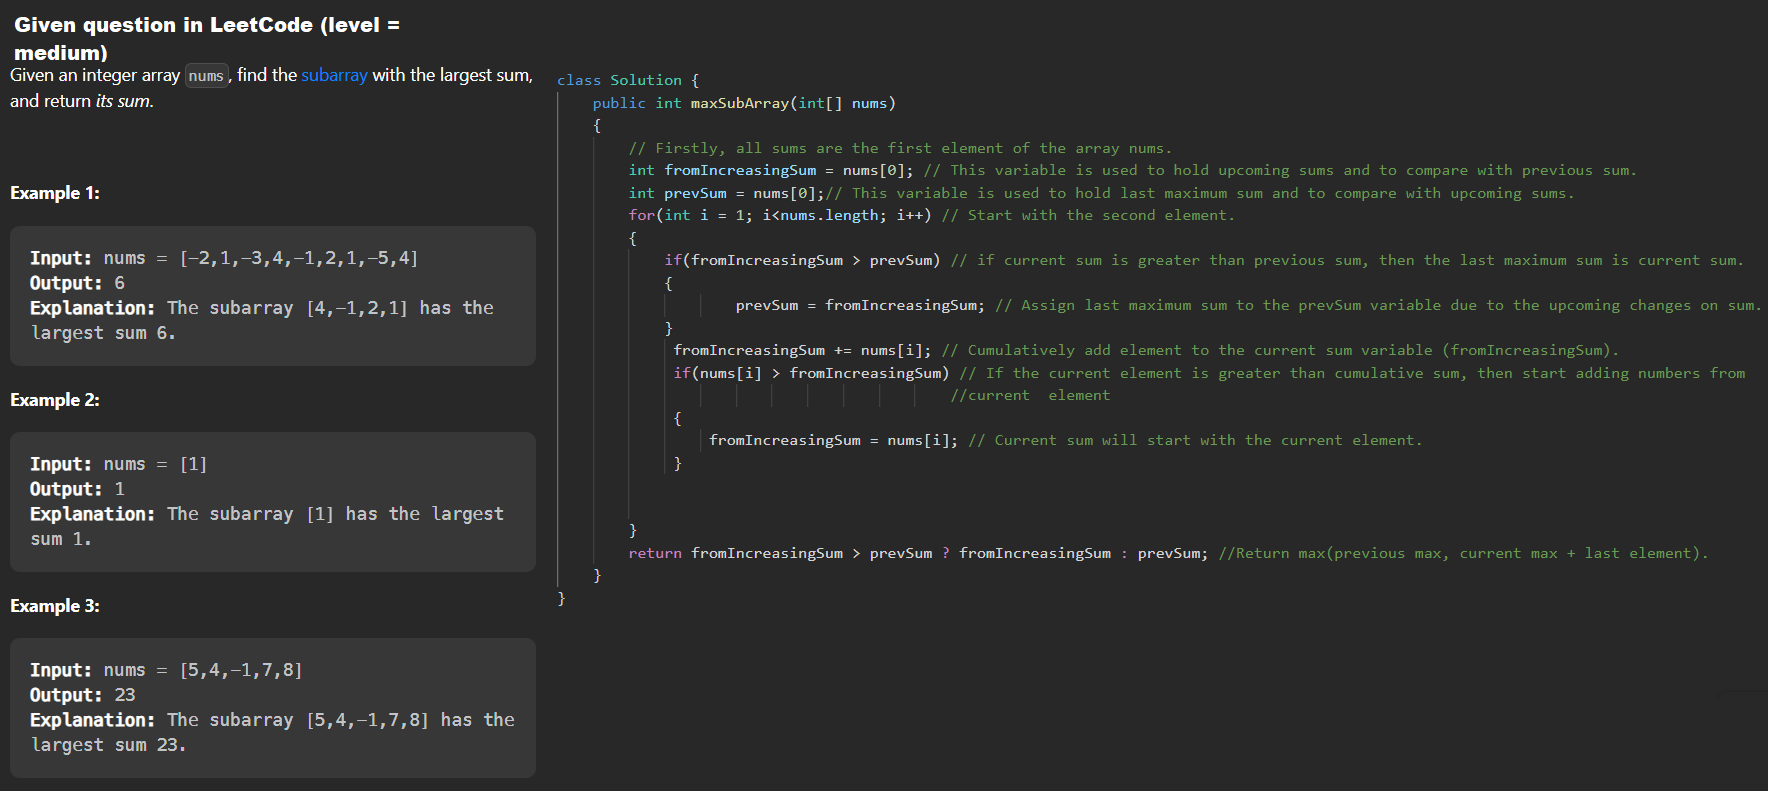 Given question in LeetCode (level =
medium)
Given an integer array nums, find the subarray with the largest sum,
and return its sum.
Example 1:
Input: nums = [-2,1,-3,4,-1,2,1,-5,4]
Output: 6
Explanation: The subarray [4,-1,2,1] has the
largest sum 6.
Example 2:
Input: nums = [1]
Output: 1
Explanation: The subarray [1] has the largest
sum 1.
Example 3:
Input: nums = [5,4,-1,7,8]
Output: 23
Explanation: The subarray [5,4,-1,7,8] has the
largest sum 23.
class Solution {
public int maxSubArray(int[] nums)
{
// Firstly, all sums are the first element of the array nums.
int fromIncreasingSum = nums[0]; // This variable is used to hold upcoming sums and to compare with previous sum.
int prevSum = nums[0];// This variable is used to hold last maximum sum and to compare with upcoming sums.
for(int i = 1; i<nums.length; i++) // Start with the second element.
{
if(fromIncreasingSum > prevSum) // if current sum is greater than previous sum, then the last maximum sum is current sum.
{
prevSum = fromIncreasingSum; // Assign last maximum sum to the prevSum variable due to the upcoming changes on sum.
}
fromIncreasingSum += nums[i]; // Cumulatively add element to the current sum variable (fromIncreasingSum).
if(nums[i] > fromIncreasingSum) // If the current element is greater than cumulative sum, then start adding numbers from
//current element
{
fromIncreasingSum = nums[i]; // Current sum will start with the current element.
}
}
return fromIncreasingSum > prevSum ? fromIncreasingSum : prevSum; //Return max(previous max, current max + last element).
}
}